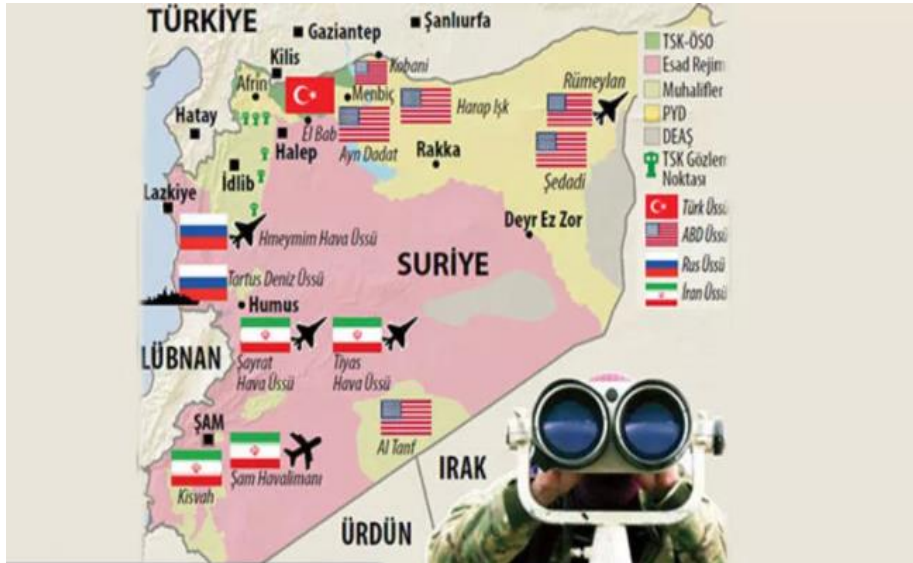 TÜRKİYE
Gaziantep
Şanlıurfa
Kilis
Kobani
Afrin
Menbiç
Harap Işk
Rümeylan
Hatay
El Bab
Halep
Ayn Dadat
Rakka
Şedadi
İdlib
Lazkiye
Deyr Ez Zor
Hmeymim Hava Üssü
SURİYE
Tartus Deniz Üssü
Humus
LÜBNAN
Şayrat
Hava Üssü
Tiyas
Hava Üssü
ŞAM
Şam Havalimanı
Kisvah
Al Tanf
IRAK
ÜRDÜN
TSK-ÖSO
Esad Rejim
Muhalifler
PYD
DEAŞ
TSK Gözlem
Noktası
Türk Üssü
ABD Üssü
Rus Üssü
İran Üssü